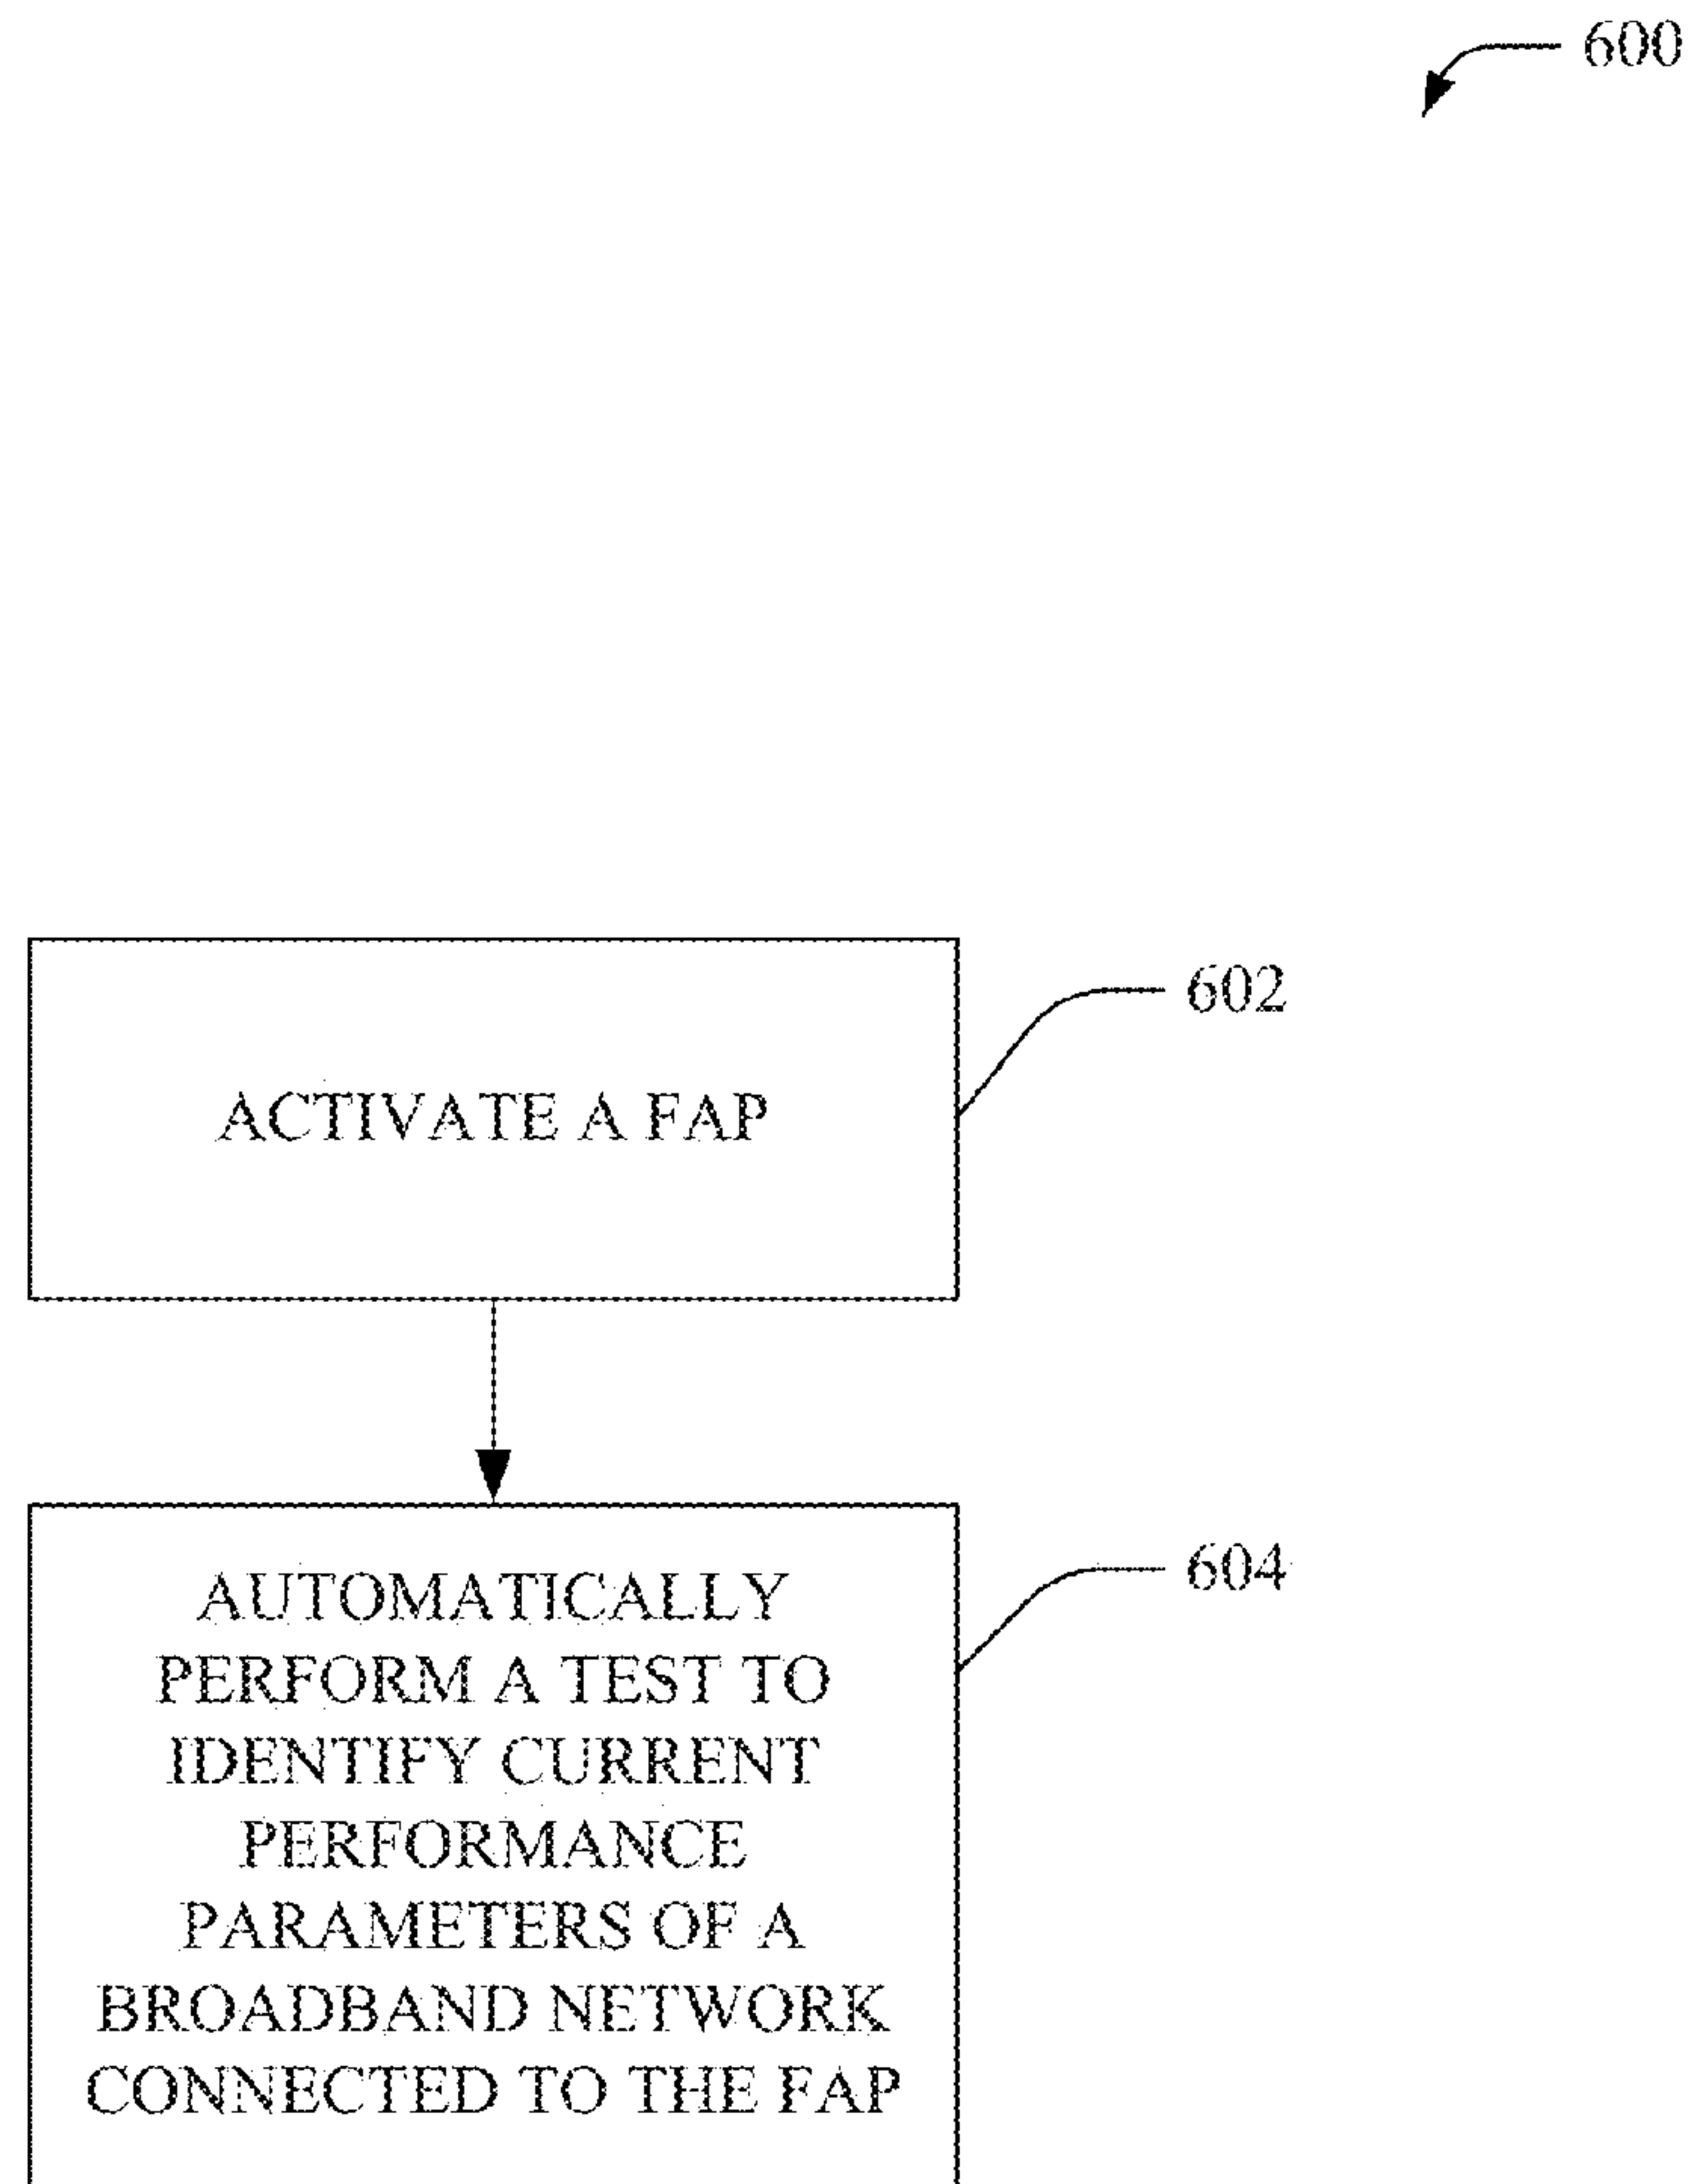 600
602
ACTIVATE A FAP
604
AUTOMATICALLY
PERFORM A TEST TO
IDENTIFY CURRENT
PERFORMANCE
PARAMETERS OF A
BROADBAND NETWORK
CONNECTED TO THE FAP